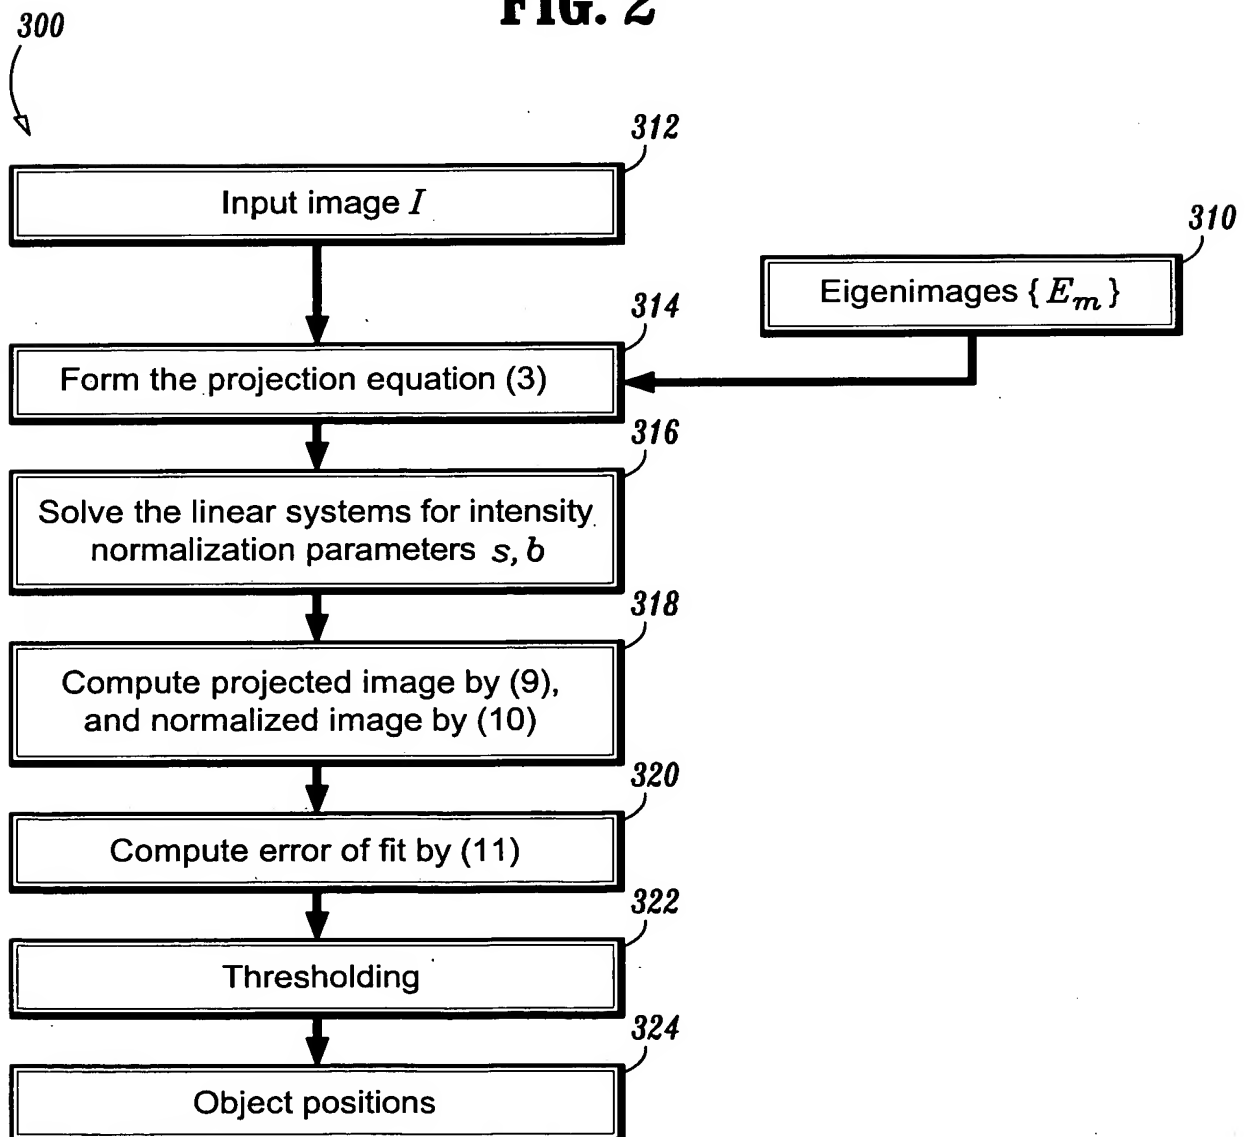 FIG. 2
300
312
Input image I
310
Eigenimages { E_m }
314
Form the projection equation (3)
316
Solve the linear systems for intensity
normalization parameters s, b
318
Compute projected image by (9),
and normalized image by (10)
320
Compute error of fit by (11)
322
Thresholding
324
Object positions